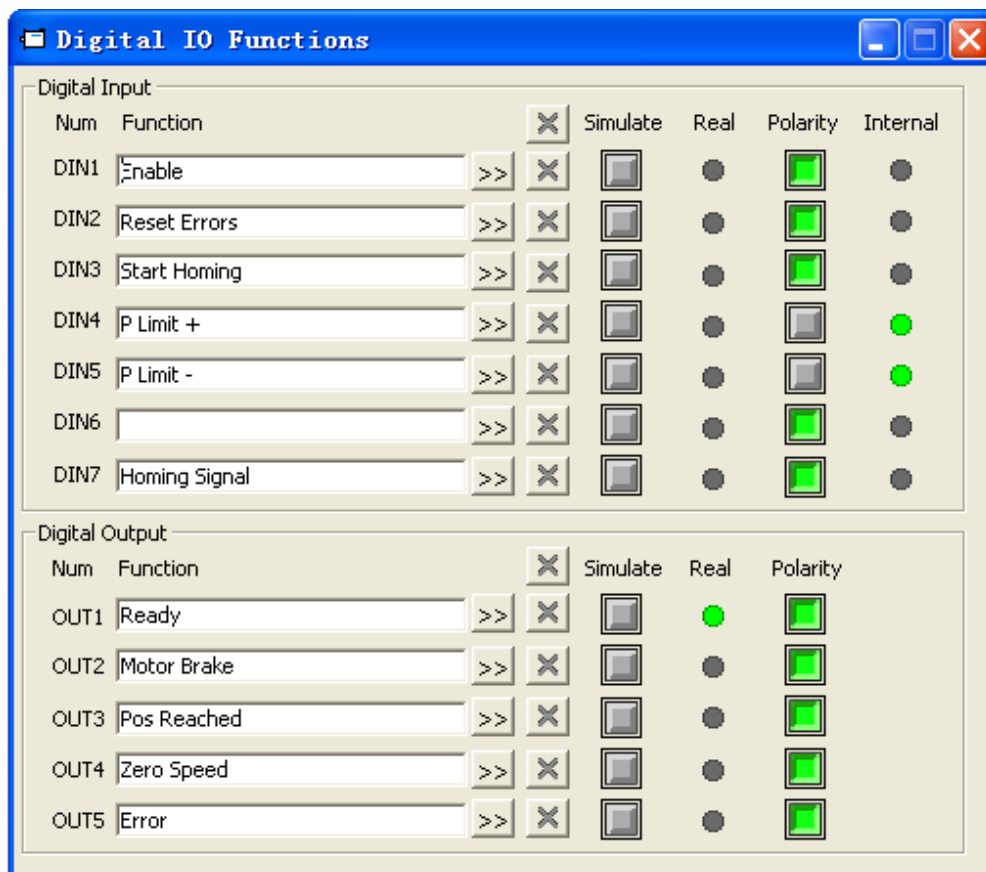 Digital IO Functions
Digital Input
Num Function Simulate Real Polarity Internal
DIN1 Enable >>
DIN2 Reset Errors >>
DIN3 Start Homing >>
DIN4 P Limit + >>
DIN5 P Limit - >>
DIN6 >>
DIN7 Homing Signal >>
Digital Output
Num Function Simulate Real Polarity
OUT1 Ready >>
OUT2 Motor Brake >>
OUT3 Pos Reached >>
OUT4 Zero Speed >>
OUT5 Error >>